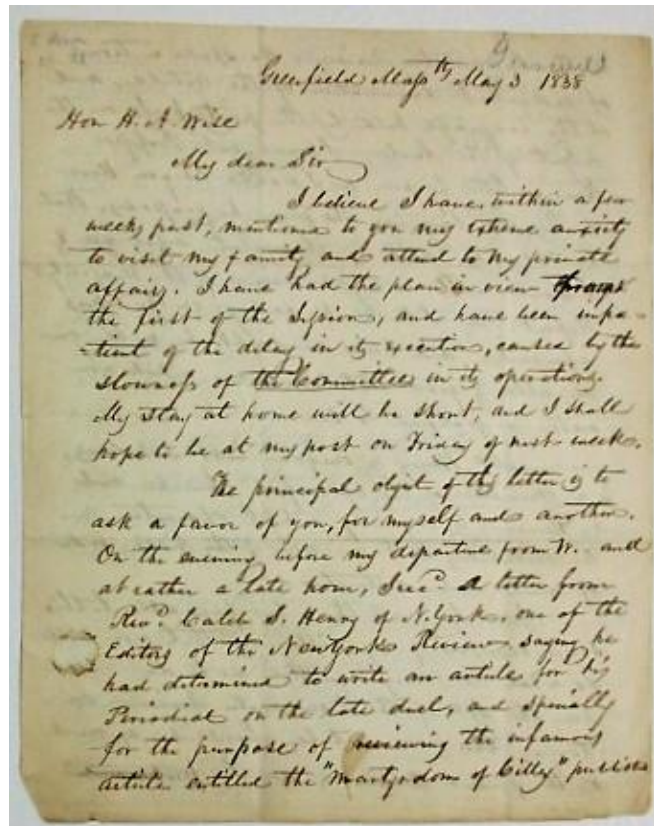 Greenfield Massts May 3 1838
Hon H. A. Wise
My dear Sir
I believe I have, within a few
weeks past, mentioned to you my extreme anxiety
to visit my family and attend to my private
affairs. I have had the plan in view
the first of the Session, and have been impa-
-tient of the delay in its execution, caused by the
slowness of the Committee in its operations.
My stay at home will be short, and I shall
hope to be at my post on Friday of next week.
The principal object of this letter is to
ask a favor of you, for myself and another.
On the evening before my departure from W. and
at rather a late hour, I recd. a letter from
Revd. Caleb S. Henry of N. York, one of the
Editors of the New York Review, saying he
had determined to write an article for his
Periodical on the late duel, and specially
for the purpose of reviewing the infamous
article entitled the "Martyrdom of Cilley" published